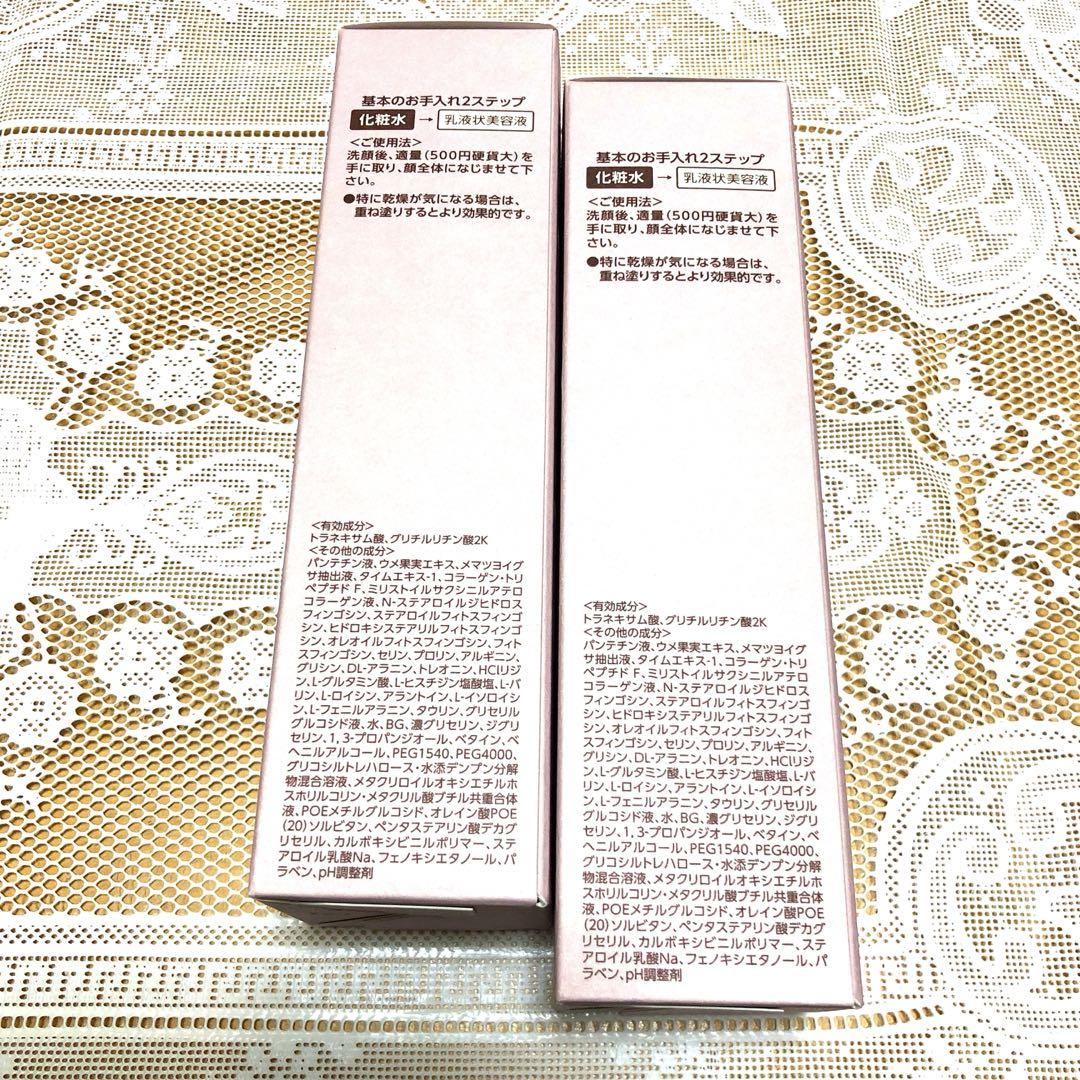 基本のお手入れ2ステップ
化粧水 → 乳液状美容液
<ご使用法>
洗顔後、適量(500円硬貨大)を
手に取り、顔全体になじませて下
さい。
●特に乾燥が気になる場合は、
重ね塗りするとより効果的です。
<有効成分>
トラネキサム酸、グリチルリチン酸2K
<その他の成分>
パンテチン液、ウメ果実エキス、メマツヨイグ
サ抽出液、タイムエキス-1、コラーゲン・トリ
ペプチド F、ミリストイルサクシニルアテロ
コラーゲン液、N-ステアロイルジヒドロス
フィンゴシン、ステアロイルフィトスフィンゴ
シン、ヒドロキシステアリルフィトスフィンゴ
シン、オレオイルフィトスフィンゴシン、フィト
スフィンゴシン、セリン、プロリン、アルギニン、
グリシン、DL-アラニン、トレオニン、HClリジ
ン、L-グルタミン酸、L-ヒスチジン塩酸塩、L-バ
リン、L-ロイシン、アラントイン、L-イソロイシ
ン、L-フェニルアラニン、タウリン、グリセリル
グルコシド液、水、BG、濃グリセリン、ジグリ
セリン、1,3-プロパンジオール、ベタイン、ベ
ヘニルアルコール、PEG1540、PEG4000、
グリコシルトレハロース・水添デンプン分解
物混合溶液、メタクリロイルオキシエチルホ
スホリルコリン・メタクリル酸ブチル共重合体
液、POEメチルグルコシド、オレイン酸POE
(20)ソルビタン、ペンタステアリン酸デカグ
リセリル、カルボキシビニルポリマー、ステ
アロイル乳酸Na、フェノキシエタノール、パ
ラベン、pH調整剤
基本のお手入れ2ステップ
化粧水 → 乳液状美容液
<ご使用法>
洗顔後、適量(500円硬貨大)を
手に取り、顔全体になじませて下
さい。
●特に乾燥が気になる場合は、
重ね塗りするとより効果的です。
<有効成分>
トラネキサム酸、グリチルリチン酸2K
<その他の成分>
パンテチン液、ウメ果実エキス、メマツヨイグ
サ抽出液、タイムエキス-1、コラーゲン・トリ
ペプチド F、ミリストイルサクシニルアテロ
コラーゲン液、N-ステアロイルジヒドロス
フィンゴシン、ステアロイルフィトスフィンゴ
シン、ヒドロキシステアリルフィトスフィンゴ
シン、オレオイルフィトスフィンゴシン、フィト
スフィンゴシン、セリン、プロリン、アルギニン、
グリシン、DL-アラニン、トレオニン、HClリジ
ン、L-グルタミン酸、L-ヒスチジン塩酸塩、L-バ
リン、L-ロイシン、アラントイン、L-イソロイシ
ン、L-フェニルアラニン、タウリン、グリセリル
グルコシド液、水、BG、濃グリセリン、ジグリ
セリン、1,3-プロパンジオール、ベタイン、ベ
ヘニルアルコール、PEG1540、PEG4000、
グリコシルトレハロース・水添デンプン分解
物混合溶液、メタクリロイルオキシエチルホ
スホリルコリン・メタクリル酸ブチル共重合体
液、POEメチルグルコシド、オレイン酸POE
(20)ソルビタン、ペンタステアリン酸デカグ
リセリル、カルボキシビニルポリマー、ステ
アロイル乳酸Na、フェノキシエタノール、パ
ラベン、pH調整剤